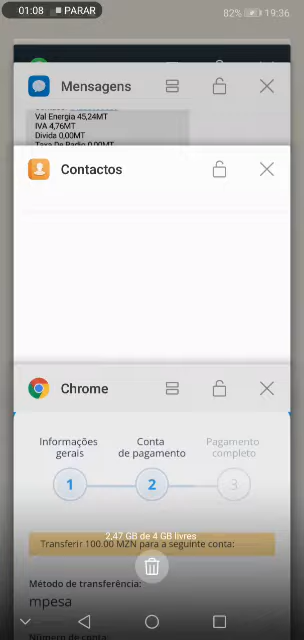 01:08 PARAR
82% 19:36
Mensagens
Val Energia 45,24MT
IVA 4,76MT
Divida 0,00MT
Taxa De Radio 0,00MT
Contactos
Chrome
Informações
gerais
Conta
de pagamento
Pagamento
completo
1
2
3
2,47 GB de 4 GB livres
Transferir 100.00 MZN para a seguinte conta:
Método de transferência:
mpesa
Número de conta: